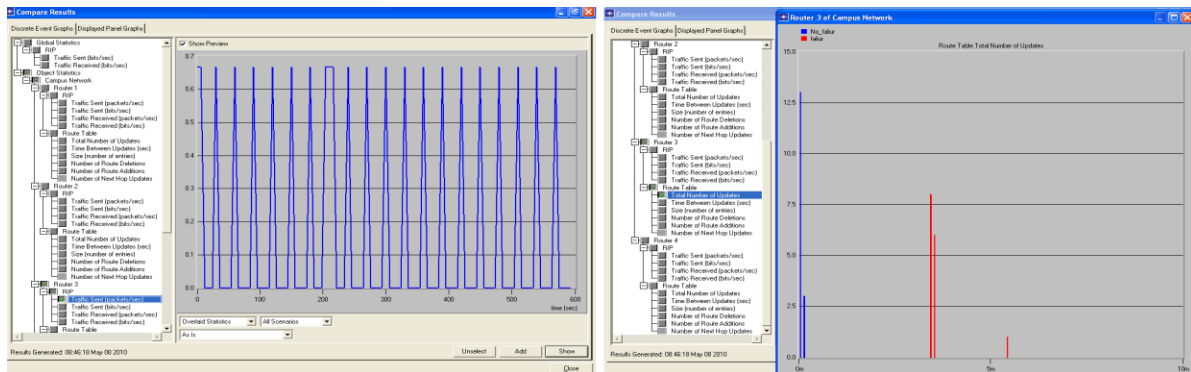 Compare Results
Discrete Event Graphs Displayed Panel Graphs
Global Statistics
RIP
Traffic Sent (bits/sec)
Traffic Received (bits/sec)
Object Statistics
Campus Network
Router 1
RIP
Traffic Sent (packets/sec)
Traffic Sent (bits/sec)
Traffic Received (packets/sec)
Traffic Received (bits/sec)
Route Table
Total Number of Updates
Time Between Updates (sec)
Size (number of entries)
Number of Route Deletions
Number of Route Additions
Number of Next Hop Updates
Router 2
RIP
Traffic Sent (packets/sec)
Traffic Sent (bits/sec)
Traffic Received (packets/sec)
Traffic Received (bits/sec)
Route Table
Total Number of Updates
Time Between Updates (sec)
Size (number of entries)
Number of Route Deletions
Number of Route Additions
Number of Next Hop Updates
Router 3
RIP
Traffic Sent (packets/sec)
Traffic Sent (bits/sec)
Traffic Received (packets/sec)
Traffic Received (bits/sec)
Route Table
Show Preview
0.7
0.6
0.5
0.4
0.3
0.2
0.1
0.0
0 100 200 300 400 500 600
time (sec)
Overlaid Statistics All Scenarios
As Is
Results Generated: 08:46:18 May 08 2010
Unselect Add Show
Close
Compare Results
Discrete Event Graphs Displayed Panel Graphs
Router 2
RIP
Traffic Sent (packets/sec)
Traffic Sent (bits/sec)
Traffic Received (packets/sec)
Traffic Received (bits/sec)
Route Table
Total Number of Updates
Time Between Updates (sec)
Size (number of entries)
Number of Route Deletions
Number of Route Additions
Number of Next Hop Updates
Router 3
RIP
Traffic Sent (packets/sec)
Traffic Sent (bits/sec)
Traffic Received (packets/sec)
Traffic Received (bits/sec)
Route Table
Total Number of Updates
Time Between Updates (sec)
Size (number of entries)
Number of Route Deletions
Number of Route Additions
Number of Next Hop Updates
Router 4
RIP
Traffic Sent (packets/sec)
Traffic Sent (bits/sec)
Traffic Received (packets/sec)
Traffic Received (bits/sec)
Route Table
Total Number of Updates
Time Between Updates (sec)
Size (number of entries)
Number of Route Deletions
Number of Route Additions
Number of Next Hop Updates
Results Generated: 08:46:18 May 08 2010
Router 3 of Campus Network
No_faliur
faliur
Route Table.Total Number of Updates
15.0
12.5
10.0
7.5
5.0
2.5
0.0
0m 5m 10m